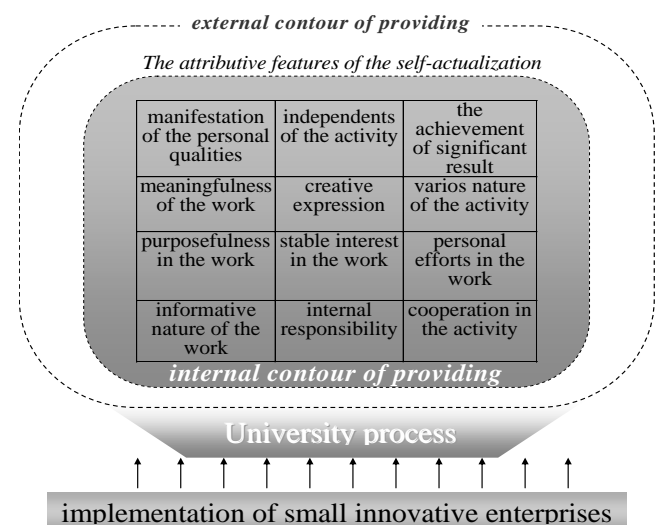 external contour of providing
The attributive features of the self-actualization
manifestation
of the personal
qualities
independents
of the activity
the
achievement
of significant
result
meaningfulness
of the work
creative
expression
varios nature
of the activity
purposefulness
in the work
stable interest
in the work
personal
efforts in the
work
informative
nature of the
work
internal
responsibility
cooperation in
the activity
internal contour of providing
University process
implementation of small innovative enterprises